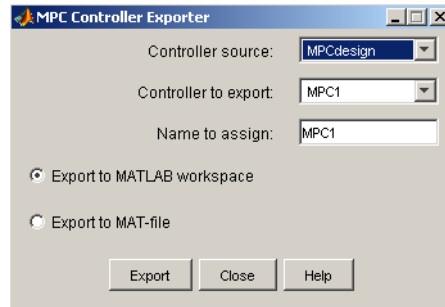 MPC Controller Exporter
Controller source: MPCdesign
Controller to export: MPC1
Name to assign: MPC1
Export to MATLAB workspace
Export to MAT-file
Export Close Help